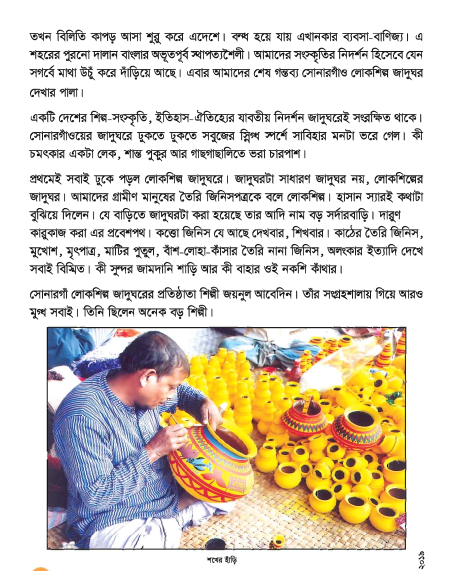 তখন বিলিতি কাপড় আসা শুরু করে এদেশে। বন্ধ হয়ে যায় এখানকার ব্যবসা-বাণিজ্য। এ
শহরের পুরনো দালান বাংলার অভূতপূর্ব স্থাপত্যশৈলী। আমাদের সংস্কৃতির নিদর্শন হিসেবে যেন
সগর্বে মাথা উঁচু করে দাঁড়িয়ে আছে। এবার আমাদের শেষ গন্তব্য সোনারগাঁও লোকশিল্প জাদুঘর
দেখার পালা।
একটি দেশের শিল্প-সংস্কৃতি, ইতিহাস-ঐতিহ্যের যাবতীয় নিদর্শন জাদুঘরেই সংরক্ষিত থাকে।
সোনারগাঁওয়ের জাদুঘরে ঢুকতে ঢুকতে সবুজের স্নিগ্ধ স্পর্শে সাবিহার মনটা ভরে গেল। কী
চমৎকার একটা লেক, শান্ত পুকুর আর গাছগাছালিতে ভরা চারপাশ।
প্রথমেই সবাই ঢুকে পড়ল লোকশিল্প জাদুঘরে। জাদুঘরটা সাধারণ জাদুঘর নয়, লোকশিল্পের
জাদুঘর। আমাদের গ্রামীণ মানুষের তৈরি জিনিসপত্রকে বলে লোকশিল্প। হাসান স্যারই কথাটা
বুঝিয়ে দিলেন। যে বাড়িতে জাদুঘরটা করা হয়েছে তার আদি নাম বড় সর্দারবাড়ি। দারুণ
কারুকাজ করা এর প্রবেশপথ। কত্তো জিনিস যে আছে দেখবার, শিখবার। কাঠের তৈরি জিনিস,
মুখোশ, মৃৎপাত্র, মাটির পুতুল, বাঁশ-লোহা-কাঁসার তৈরি নানা জিনিস, অলংকার ইত্যাদি দেখে
সবাই বিস্মিত। কী সুন্দর জামদানি শাড়ি আর কী বাহার ওই নকশি কাঁথার।
সোনারগাঁ লোকশিল্প জাদুঘরের প্রতিষ্ঠাতা শিল্পী জয়নুল আবেদিন। তাঁর সংগ্রহশালায় গিয়ে আরও
মুগ্ধ সবাই। তিনি ছিলেন অনেক বড় শিল্পী।
শখের হাঁড়ি
২০১৯